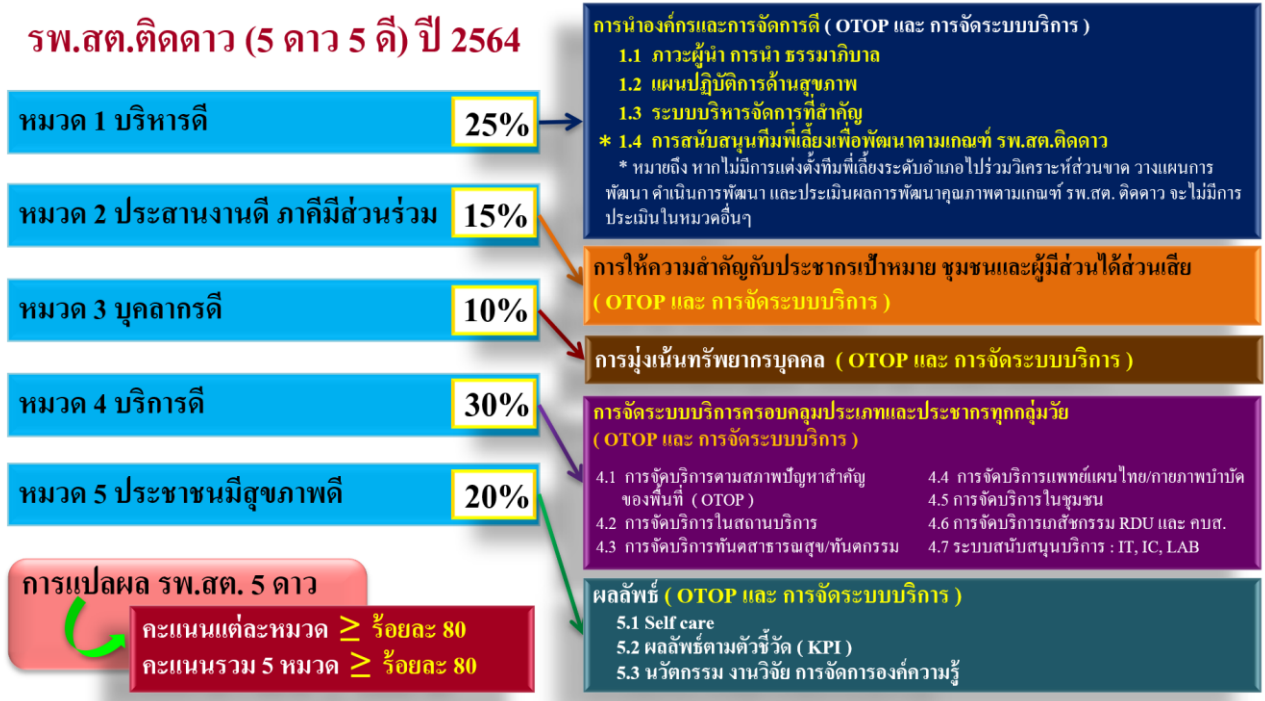 รพ.สต.ติดดาว (5 ดาว 5 ดี) ปี 2564
หมวด 1 บริหารดี 25%
หมวด 2 ประสานงานดี ภาคีมีส่วนร่วม 15%
หมวด 3 บุคลากรดี 10%
หมวด 4 บริการดี 30%
หมวด 5 ประชาชนมีสุขภาพดี 20%
การแปลผล รพ.สต. 5 ดาว
คะแนนแต่ละหมวด ≥ ร้อยละ 80
คะแนนรวม 5 หมวด ≥ ร้อยละ 80
การนำองค์กรและการจัดการดี ( OTOP และ การจัดระบบบริการ )
1.1 ภาวะผู้นำ การนำ ธรรมาภิบาล
1.2 แผนปฏิบัติการด้านสุขภาพ
1.3 ระบบบริหารจัดการที่สำคัญ
* 1.4 การสนับสนุนทีมพี่เลี้ยงเพื่อพัฒนาตามเกณฑ์ รพ.สต.ติดดาว
* หมายถึง หากไม่มีการแต่งตั้งทีมพี่เลี้ยงระดับอำเภอไปร่วมวิเคราะห์ส่วนขาด วางแผนการ
พัฒนา ดำเนินการพัฒนา และประเมินผลการพัฒนาคุณภาพตามเกณฑ์ รพ.สต. ติดดาว จะไม่มีการ
ประเมินในหมวดอื่นๆ
การให้ความสำคัญกับประชากรเป้าหมาย ชุมชนและผู้มีส่วนได้ส่วนเสีย
( OTOP และ การจัดระบบบริการ )
การมุ่งเน้นทรัพยากรบุคคล ( OTOP และ การจัดระบบบริการ )
การจัดระบบบริการครอบคลุมประเภทและประชากรทุกกลุ่มวัย
( OTOP และ การจัดระบบบริการ )
4.1 การจัดบริการตามสภาพปัญหาสำคัญ
ของพื้นที่ ( OTOP )
4.2 การจัดบริการในสถานบริการ
4.3 การจัดบริการทันตสาธารณสุข/ทันตกรรม
4.4 การจัดบริการแพทย์แผนไทย/กายภาพบำบัด
4.5 การจัดบริการในชุมชน
4.6 การจัดบริการเภสัชกรรม RDU และ คบส.
4.7 ระบบสนับสนุนบริการ : IT, IC, LAB
ผลลัพธ์ ( OTOP และ การจัดระบบบริการ )
5.1 Self care
5.2 ผลลัพธ์ตามตัวชี้วัด ( KPI )
5.3 นวัตกรรม งานวิจัย การจัดการองค์ความรู้